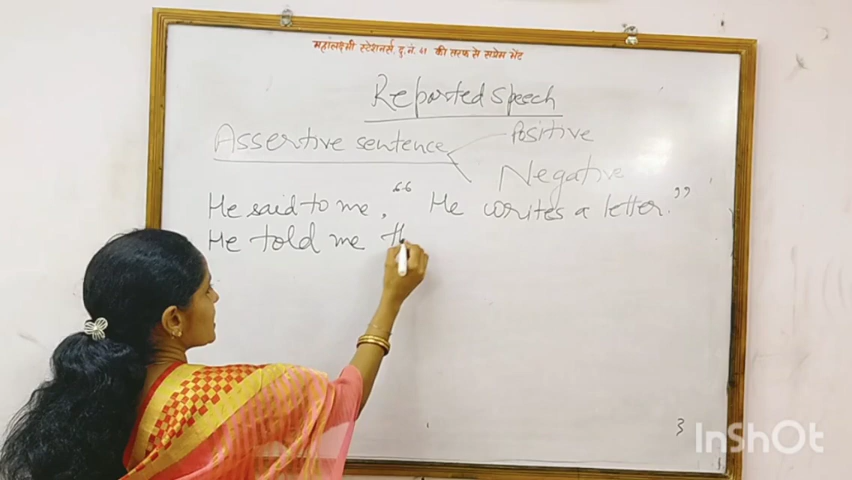 महालक्ष्मी स्टेशनर्स, दु.नं. 41 की तरफ से सप्रेम भेंट
Reported speech
Assertive sentence
Positive
Negative
He said to me, “ He writes a letter.”
He told me th
3
InShOt